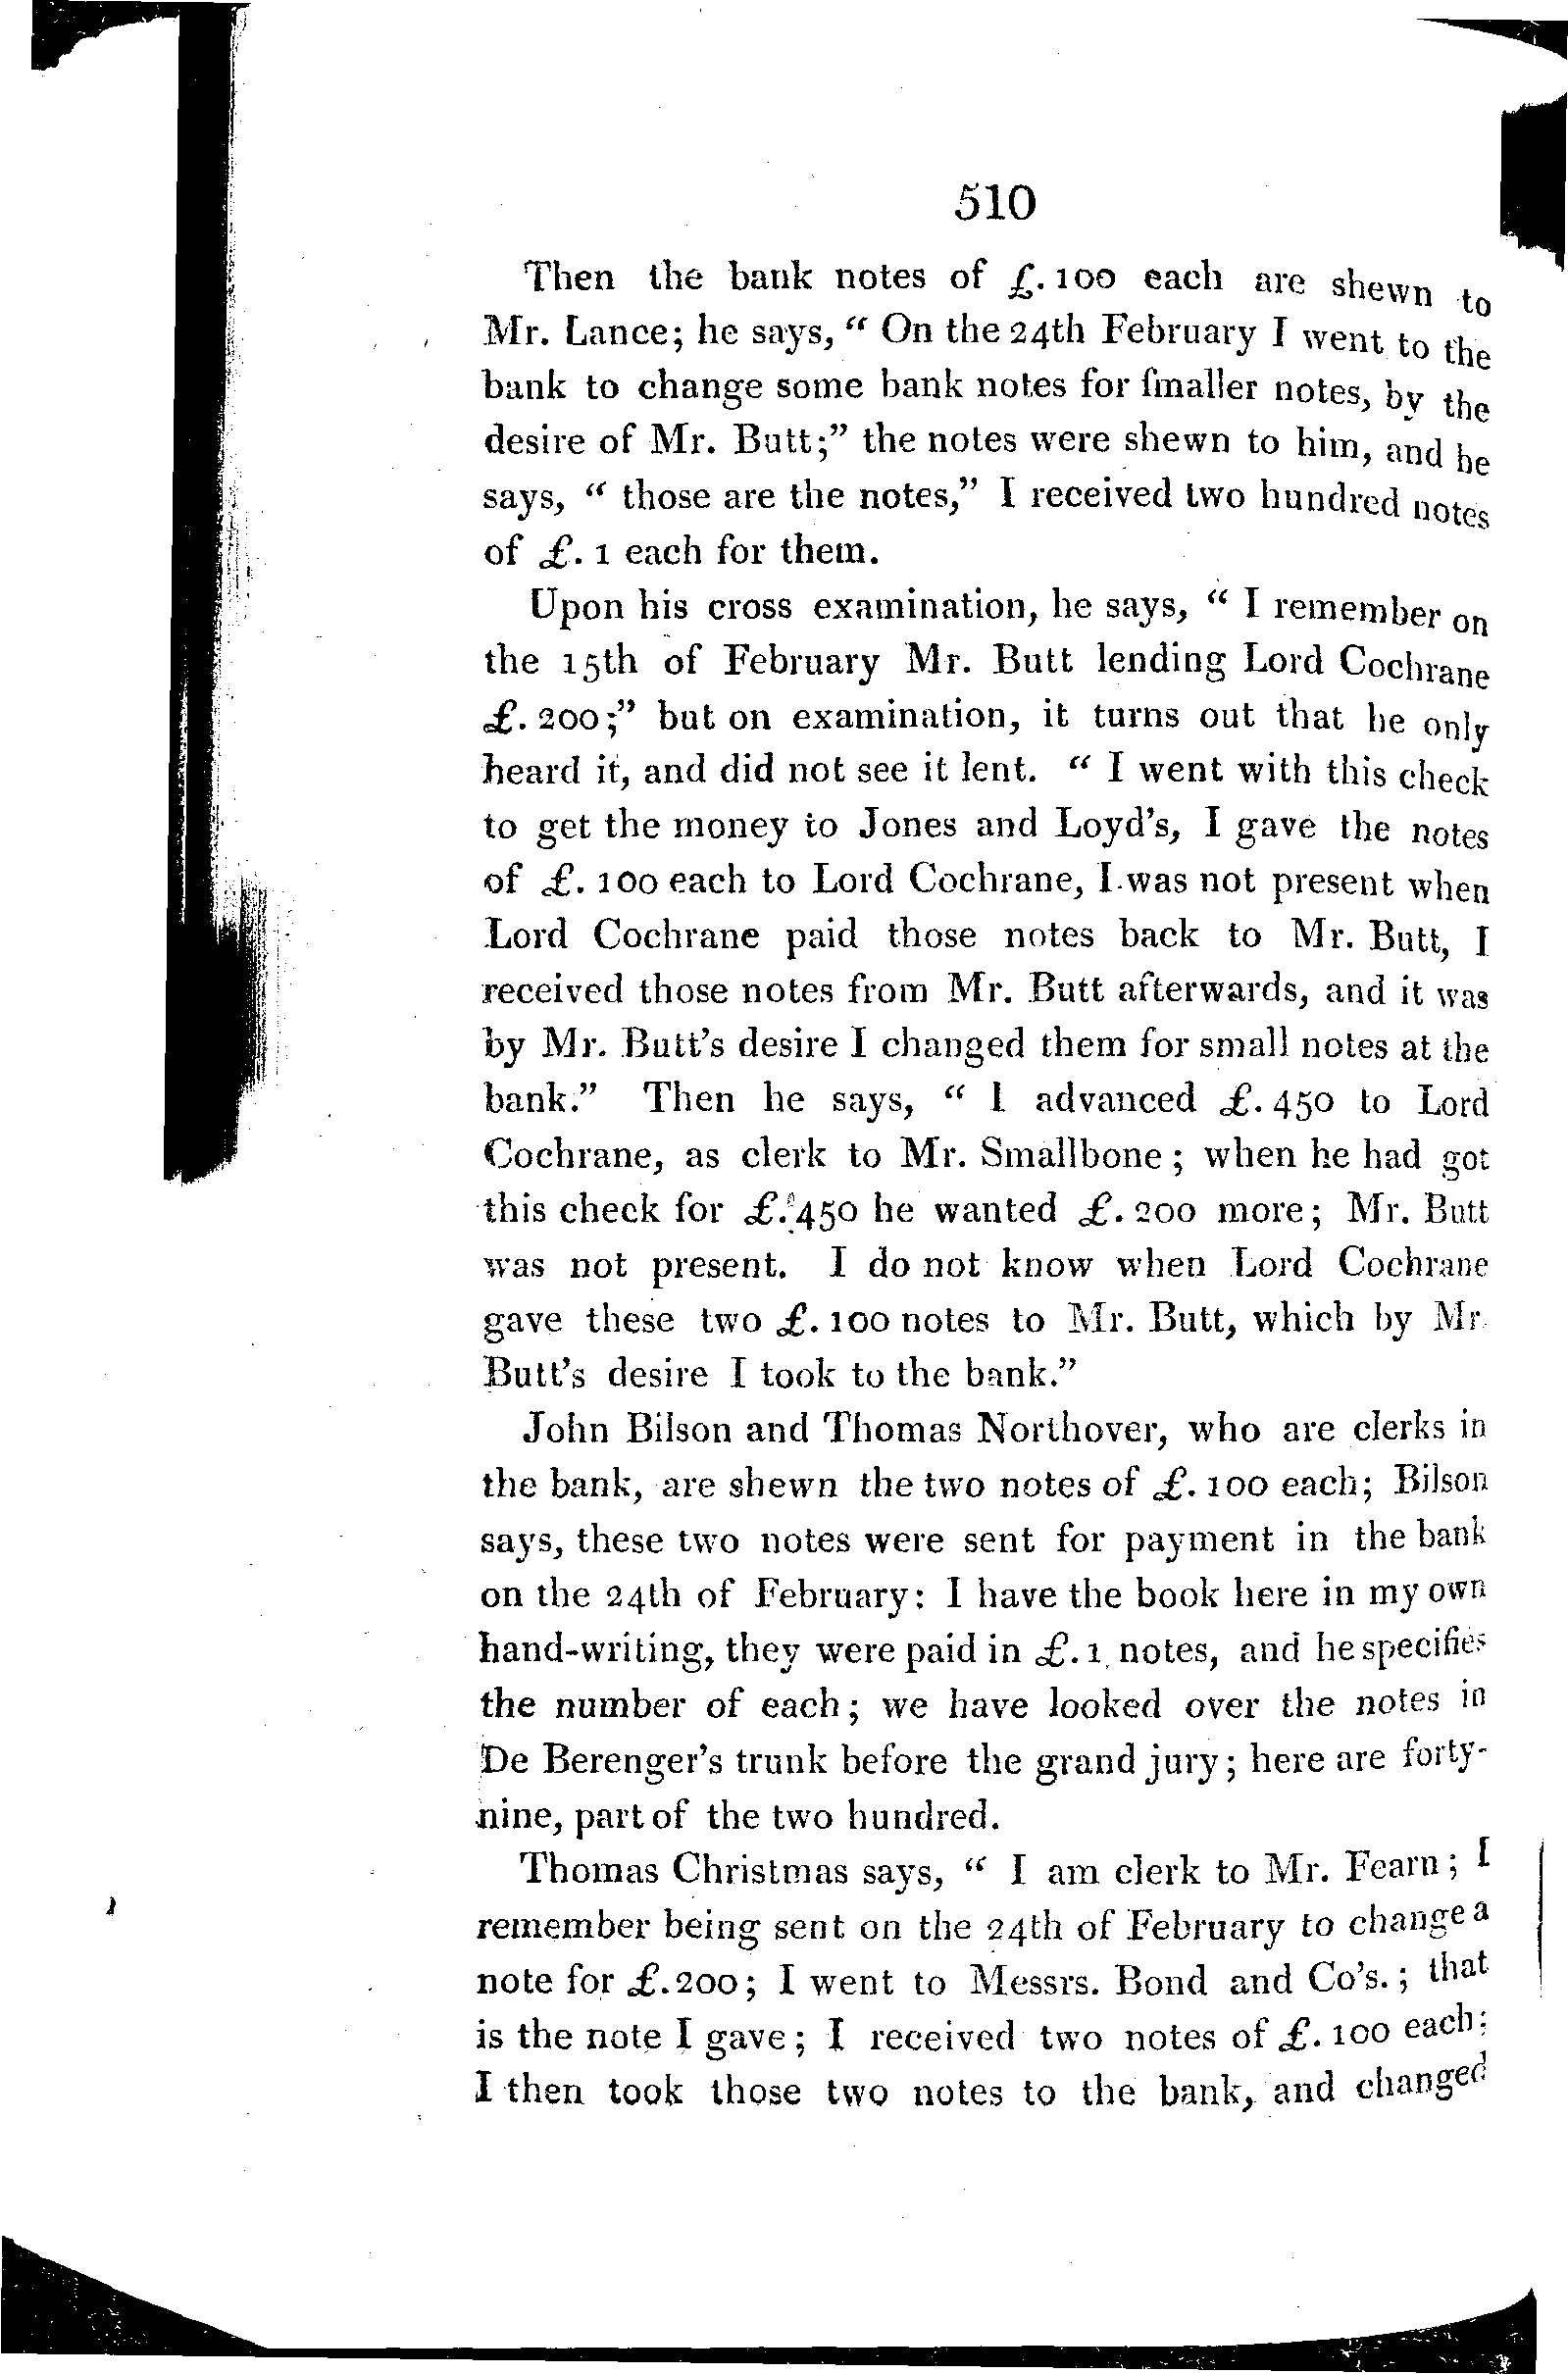 510
Then the bank notes of £. 100 each are shewn to
Mr. Lance; he says, “ On the 24th February I went to the
bank to change some bank notes for ſmaller notes, by the
desire of Mr. Butt;” the notes were shewn to him, and he
says, “ those are the notes,” I received two hundred notes
of £. 1 each for them.
Upon his cross examination, he says, “ I remember on
the 15th of February Mr. Butt lending Lord Cochrane
£. 200;” but on examination, it turns out that he only
heard it, and did not see it lent. “ I went with this check
to get the money to Jones and Loyd's, I gave the notes
of £. 100 each to Lord Cochrane, I was not present when
Lord Cochrane paid those notes back to Mr. Butt, I
received those notes from Mr. Butt afterwards, and it was
by Mr. Butt's desire I changed them for small notes at the
bank.” Then he says, “ I advanced £. 450 to Lord
Cochrane, as clerk to Mr. Smallbone; when he had got
this check for £. 450 he wanted £. 200 more; Mr. Butt
was not present. I do not know when Lord Cochrane
gave these two £. 100 notes to Mr. Butt, which by Mr.
Butt's desire I took to the bank.”
John Bilson and Thomas Northover, who are clerks in
the bank, are shewn the two notes of £. 100 each; Bilson
says, these two notes were sent for payment in the bank
on the 24th of February: I have the book here in my own
hand-writing, they were paid in £. 1 notes, and he specifies
the number of each; we have looked over the notes in
De Berenger's trunk before the grand jury; here are forty-
nine, part of the two hundred.
Thomas Christmas says, “ I am clerk to Mr. Fearn; I
remember being sent on the 24th of February to change a
note for £.200; I went to Messrs. Bond and Co's.; that
is the note I gave; I received two notes of £. 100 each;
I then took those two notes to the bank, and changed